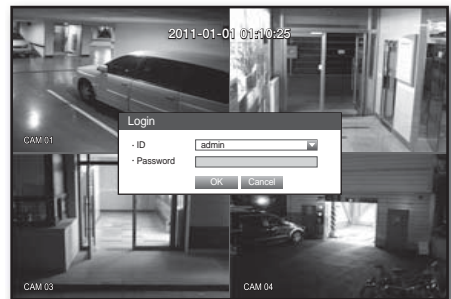 2011-01-01 01:10:25
CAM 01
Login
· ID admin
· Password
OK Cancel
CAM 03 CAM 04